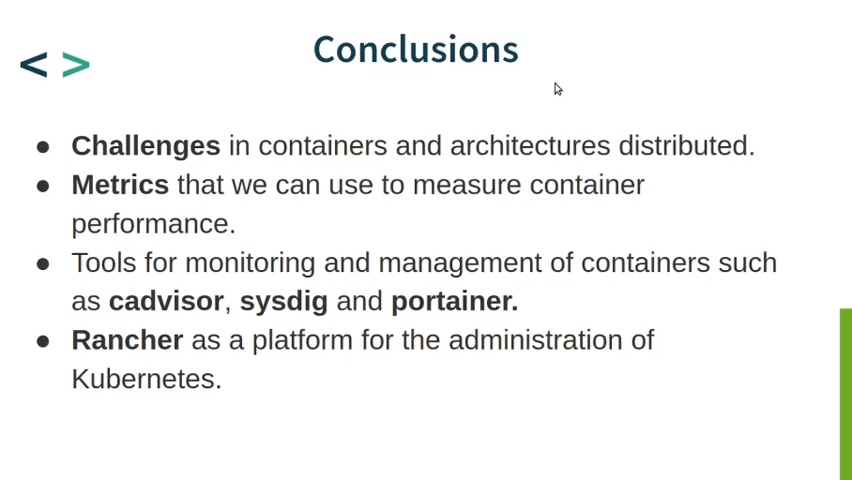 Conclusions
< >
● Challenges in containers and architectures distributed.
● Metrics that we can use to measure container
performance.
● Tools for monitoring and management of containers such
as cadvisor, sysdig and portainer.
● Rancher as a platform for the administration of
Kubernetes.